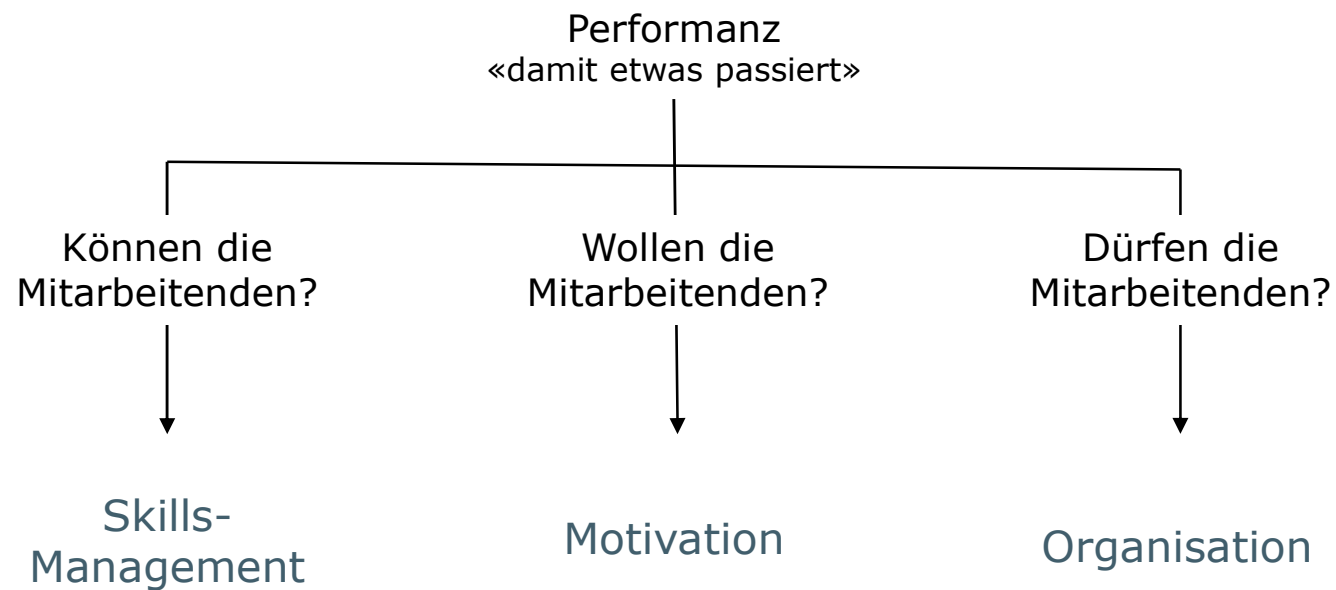 Performanz
«damit etwas passiert»
Können die
Mitarbeitenden?
Wollen die
Mitarbeitenden?
Dürfen die
Mitarbeitenden?
Skills-
Management
Motivation
Organisation